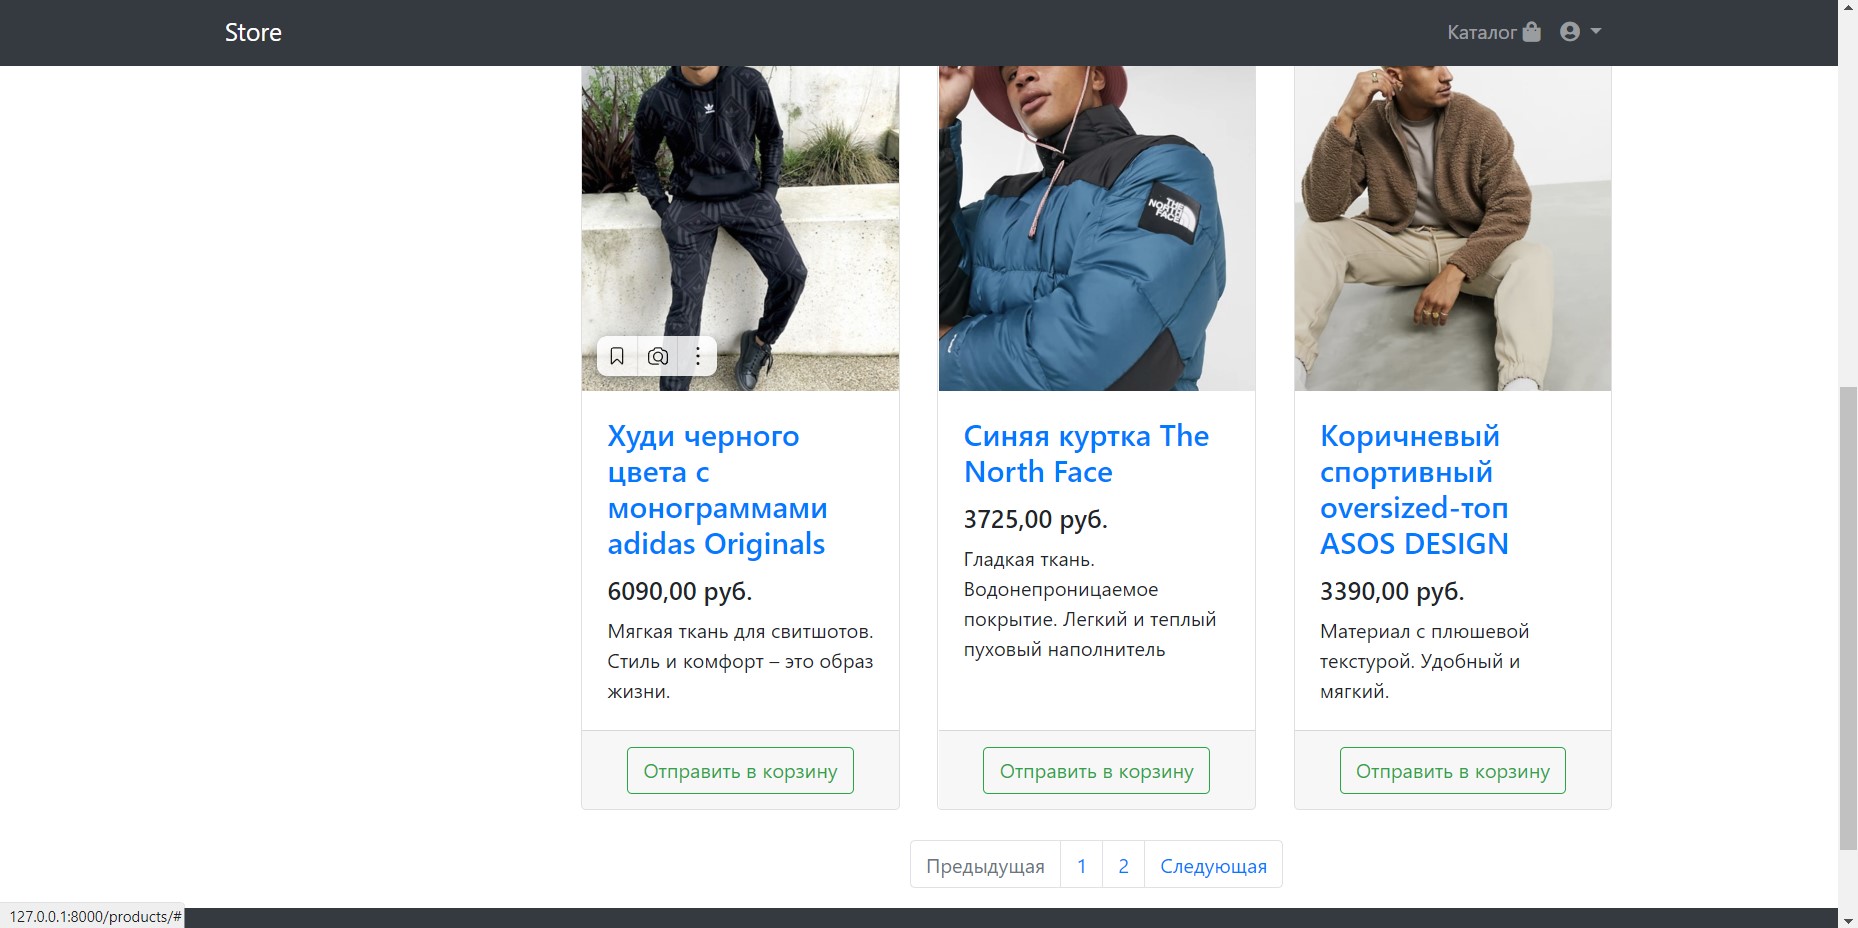 Store
Каталог
THE
NORTH
FACE
Худи черного
цвета с
монограммами
adidas Originals
6090,00 руб.
Мягкая ткань для свитшотов.
Стиль и комфорт – это образ
жизни.
Отправить в корзину
Синяя куртка The
North Face
3725,00 руб.
Гладкая ткань.
Водонепроницаемое
покрытие. Легкий и теплый
пуховый наполнитель
Отправить в корзину
Коричневый
спортивный
oversized-топ
ASOS DESIGN
3390,00 руб.
Материал с плюшевой
текстурой. Удобный и
мягкий.
Отправить в корзину
Предыдущая 1 2 Следующая
127.0.0.1:8000/products/#